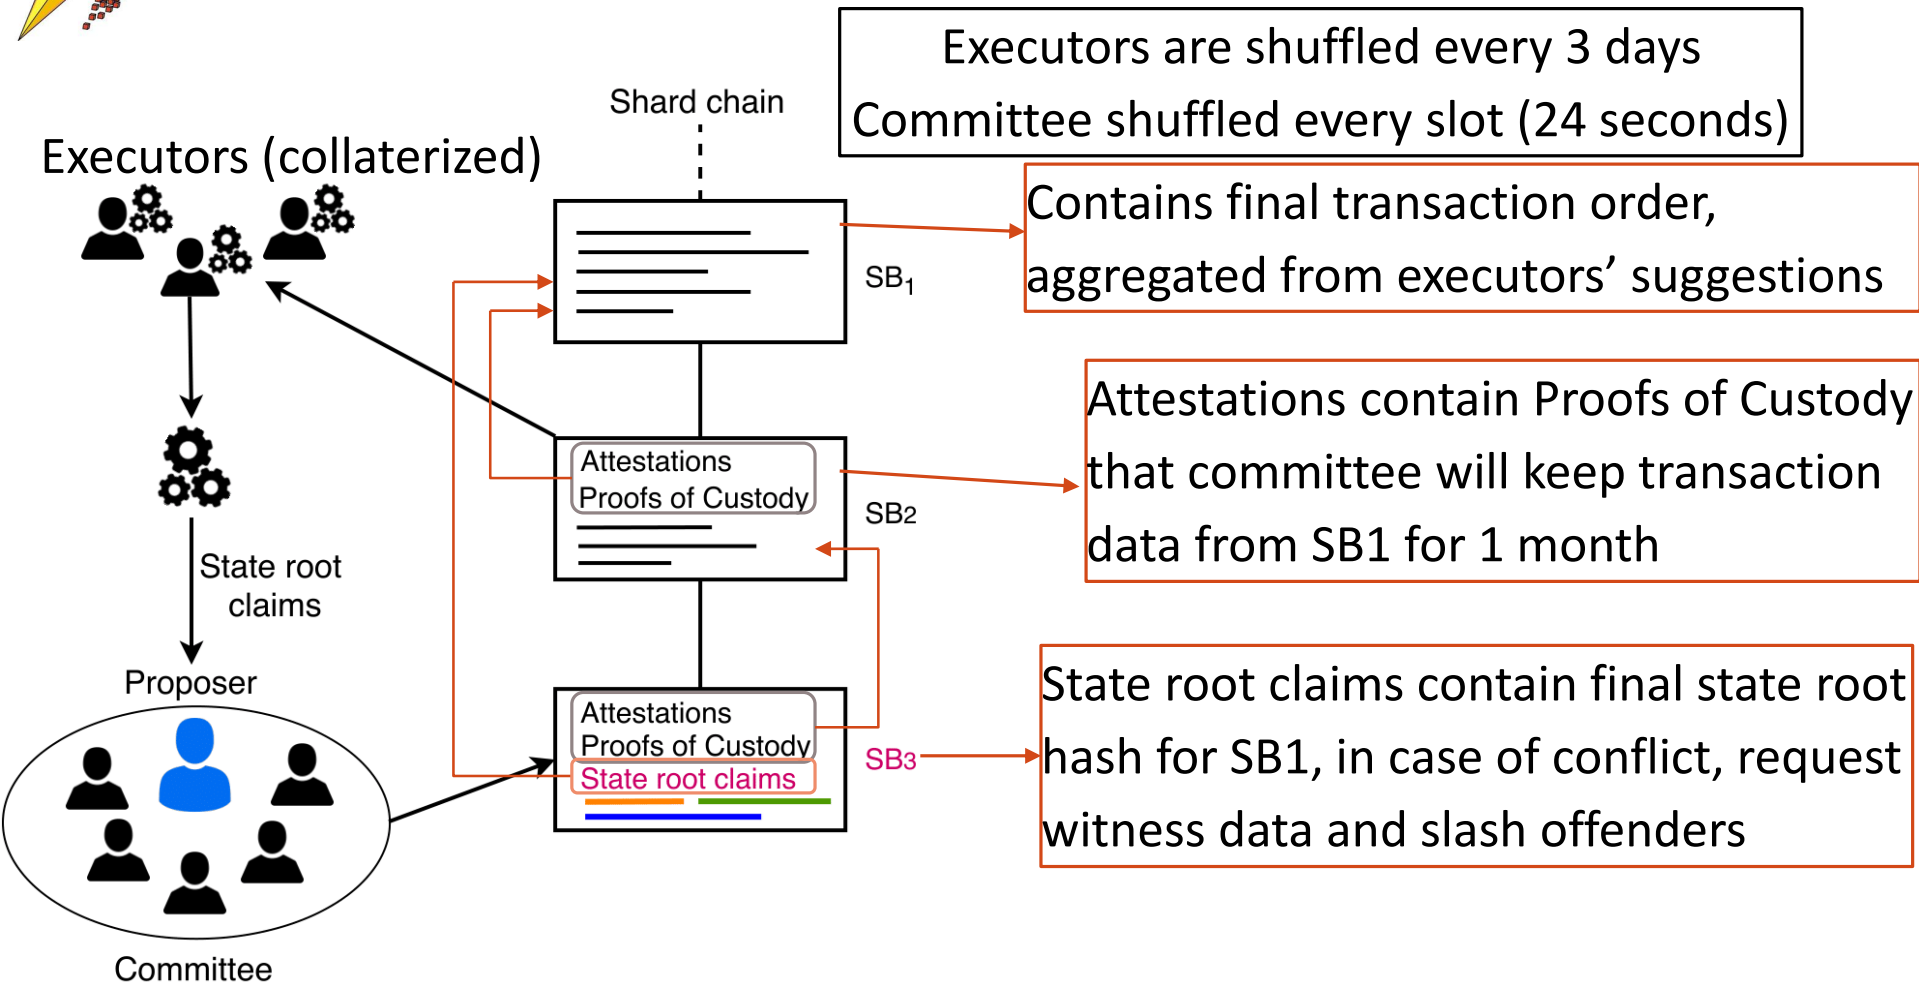 Executors are shuffled every 3 days
Committee shuffled every slot (24 seconds)
Shard chain
Executors (collaterized)
SB1
Contains final transaction order,
aggregated from executors’ suggestions
Attestations
Proofs of Custody
SB2
Attestations contain Proofs of Custody
that committee will keep transaction
data from SB1 for 1 month
State root
claims
Proposer
Committee
Attestations
Proofs of Custody
State root claims
SB3
State root claims contain final state root
hash for SB1, in case of conflict, request
witness data and slash offenders